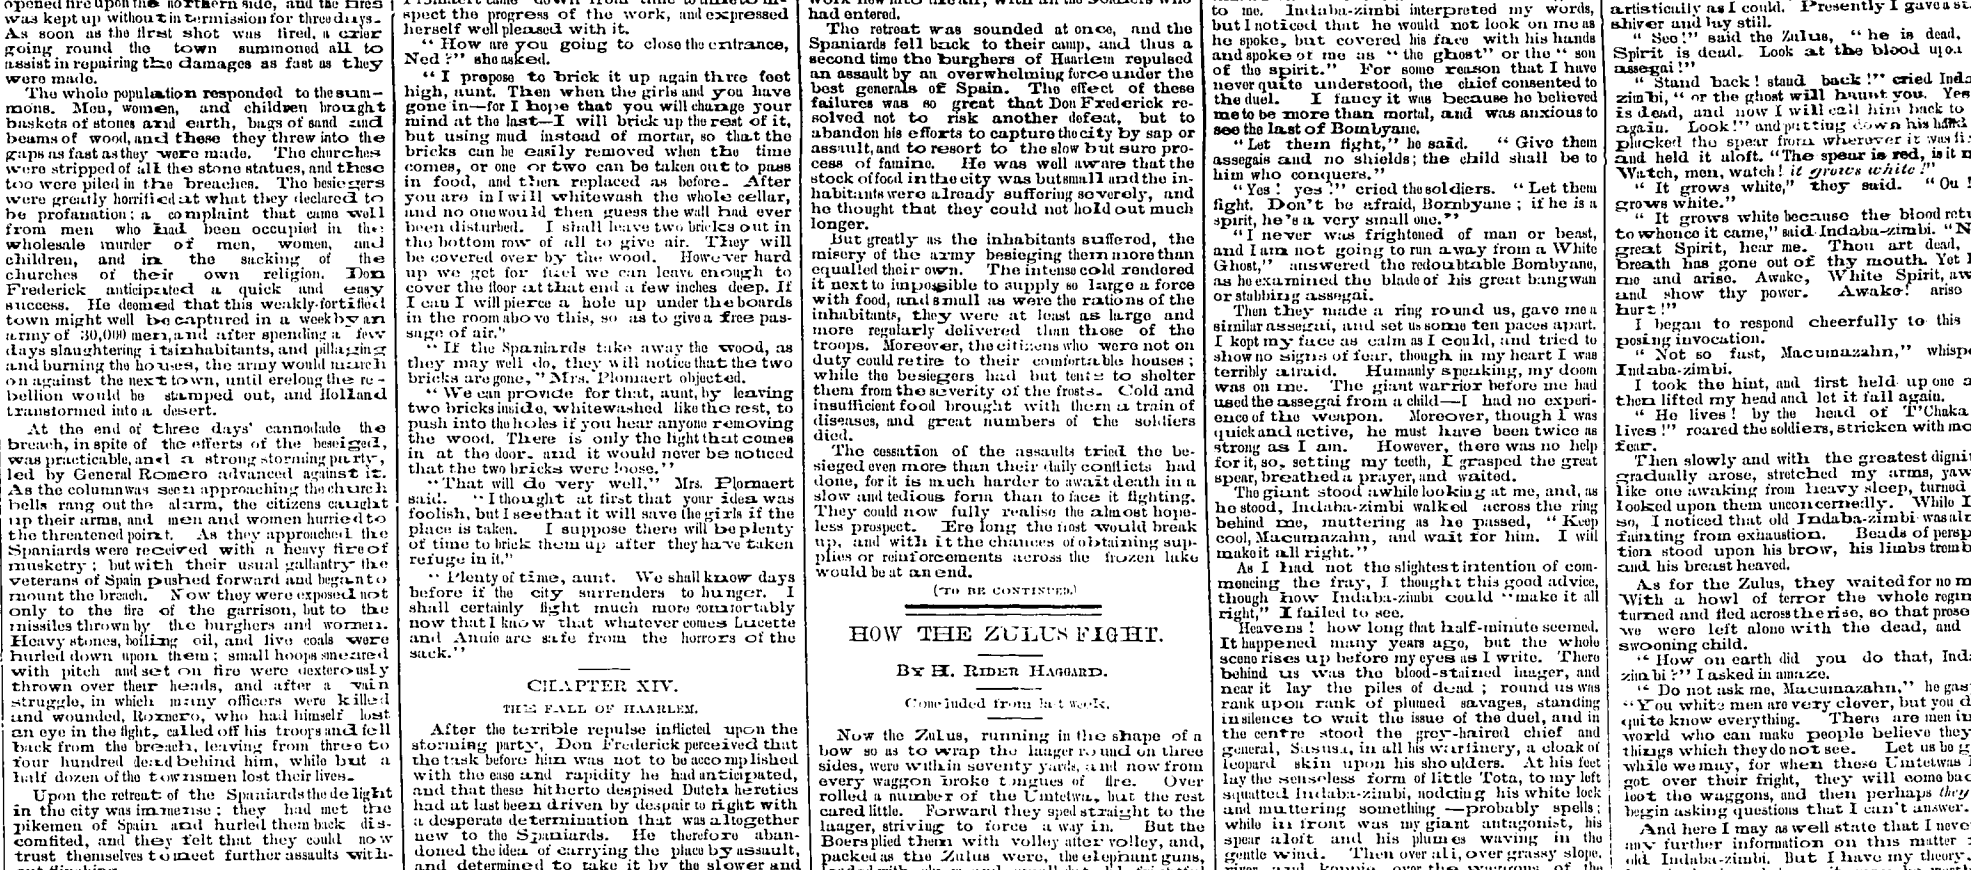 opened fire upon the northern side, and the fires
was kept up without intermission for three days.
As soon as the first shot was fired, a crier
going round the town summoned all to
assist in repairing the damages as fast as they
were made.
The whole population responded to the sum-
mons. Men, women, and children brought
baskets of stones and earth, bags of sand and
beams of wood, and these they threw into the
gaps as fast as they were made. The churches
were stripped of all the stone statues, and these
too were piled in the breaches. The besiegers
were greatly horrified at what they declared to
be profanation; a complaint that came well
from men who had been occupied in the
wholesale murder of men, women, and
children, and in the sacking of the
churches of their own religion. Don
Frederick anticipated a quick and easy
success. He deemed that this weakly-fortified
town might well be captured in a week by an
army of 30,000 men, and after spending a few
days slaughtering its inhabitants, and pillaging
and burning the houses, the army would march
on against the next town, until erelong the re-
bellion would be stamped out, and Holland
transformed into a desert.
At the end of three days' cannonade the
breach, in spite of the efforts of the beseiged,
was practicable, and a strong storming party,
led by General Romero advanced against it.
As the column was seen approaching the church
bells rang out the alarm, the citizens caught
up their arms, and men and women hurried to
the threatened point. As they approached the
Spaniards were received with a heavy fire of
musketry; but with their usual gallantry the
veterans of Spain pushed forward and began to
mount the breach. Now they were exposed not
only to the fire of the garrison, but to the
missiles thrown by the burghers and women.
Heavy stones, boiling oil, and live coals were
hurled down upon them; small hoops smeared
with pitch and set on fire were dexterously
thrown over their heads, and after a vain
struggle, in which many officers were killed
and wounded, Romero, who had himself lost
an eye in the fight, called off his troops and fell
back from the breach, leaving from three to
four hundred dead behind him, while but a
half dozen of the townsmen lost their lives.
Upon the retreat of the Spaniards the delight
in the city was immense; they had met the
pikemen of Spain and hurled them back dis-
comfited, and they felt that they could now
trust themselves to meet further assaults with-
spect the progress of the work, and expressed
herself well pleased with it.
"How are you going to close the entrance,
Ned?" she asked.
"I propose to brick it up again three feet
high, aunt. Then when the girls and you have
gone in—for I hope that you will change your
mind at the last—I will brick up the rest of it,
but using mud instead of mortar, so that the
bricks can be easily removed when the time
comes, or one or two can be taken out to pass
in food, and then replaced as before. After
you are in I will whitewash the whole cellar,
and no one would then guess the wall had ever
been disturbed. I shall leave two bricks out in
the bottom row of all to give air. They will
be covered over by the wood. However hard
up we get for fuel we can leave enough to
cover the floor at that end a few inches deep. If
I can I will pierce a hole up under the boards
in the room above this, so as to give a free pas-
sage of air."
"If the Spaniards take away the wood, as
they may well do, they will notice that the two
bricks are gone," Mrs. Plomaert objected.
"We can provide for that, aunt, by leaving
two bricks inside, whitewashed like the rest, to
push into the holes if you hear anyone removing
the wood. There is only the light that comes
in at the door, and it would never be noticed
that the two bricks were loose."
"That will do very well," Mrs. Plomaert
said. "I thought at first that your idea was
foolish, but I see that it will save the girls if the
place is taken. I suppose there will be plenty
of time to brick them up after they have taken
refuge in it."
"Plenty of time, aunt. We shall know days
before if the city surrenders to hunger. I
shall certainly fight much more comfortably
now that I know that whatever comes Lucette
and Annie are safe from the horrors of the
sack."
CHAPTER XIV.
THE FALL OF HAARLEM.
After the terrible repulse inflicted upon the
storming party, Don Frederick perceived that
the task before him was not to be accomplished
with the ease and rapidity he had anticipated,
and that these hitherto despised Dutch heretics
had at last been driven by despair to fight with
a desperate determination that was altogether
new to the Spaniards. He therefore aban-
doned the idea of carrying the place by assault,
and determined to take it by the slower and
had entered.
The retreat was sounded at once, and the
Spaniards fell back to their camp, and thus a
second time the burghers of Haarlem repulsed
an assault by an overwhelming force under the
best generals of Spain. The effect of these
failures was so great that Don Frederick re-
solved not to risk another defeat, but to
abandon his efforts to capture the city by sap or
assault, and to resort to the slow but sure pro-
cess of famine. He was well aware that the
stock of food in the city was but small and the in-
habitants were already suffering so verely, and
he thought that they could not hold out much
longer.
But greatly as the inhabitants suffered, the
misery of the army besieging them more than
equalled their own. The intense cold rendered
it next to impossible to supply so large a force
with food, and small as were the rations of the
inhabitants, they were at least as large and
more regularly delivered than those of the
troops. Moreover, the citizens who were not on
duty could retire to their comfortable houses;
while the besiegers had but tents to shelter
them from the severity of the frosts. Cold and
insufficient food brought with them a train of
diseases, and great numbers of the soldiers
died.
The cessation of the assaults tried the be-
sieged even more than their daily conflicts had
done, for it is much harder to await death in a
slow and tedious form than to face it fighting.
They could now fully realise the almost hope-
less prospect. Ere long the frost would break
up, and with it the chances of obtaining sup-
plies or reinforcements across the frozen lake
would be at an end.
(TO BE CONTINUED.)
HOW THE ZULUS FIGHT.
BY H. RIDER HAGGARD.
Concluded from last week.
Now the Zulus, running in the shape of a
bow so as to wrap the laager round on three
sides, were within seventy yards, and now from
every waggon broke tongues of fire. Over
rolled a number of the Umtetwa, but the rest
cared little. Forward they sped straight to the
laager, striving to force a way in. But the
Boers plied them with volley after volley, and,
packed as the Zulus were, the elephant guns,
to me. Indaba-zimbi interpreted my words,
but I noticed that he would not look on me as
he spoke, but covered his face with his hands
and spoke of me as "the ghost" or the "son
of the spirit." For some reason that I have
never quite understood, the chief consented to
the duel. I fancy it was because he believed
me to be more than mortal, and was anxious to
see the last of Bombyane.
"Let them fight," he said. "Give them
assegais and no shields; the child shall be to
him who conquers."
"Yes! yes!" cried the soldiers. "Let them
fight. Don't be afraid, Bombyane; if he is a
spirit, he's a very small one."
"I never was frightened of man or beast,
and I am not going to run away from a White
Ghost," answered the redoubtable Bombyane,
as he examined the blade of his great bangwan
or stabbing assegai.
Then they made a ring round us, gave me a
similar assegai, and set us some ten paces apart.
I kept my face as calm as I could, and tried to
show no signs of fear, though in my heart I was
terribly afraid. Humanly speaking, my doom
was on me. The giant warrior before me had
used the assegai from a child—I had no experi-
ence of the weapon. Moreover, though I was
quick and active, he must have been twice as
strong as I am. However, there was no help
for it, so, setting my teeth, I grasped the great
spear, breathed a prayer, and waited.
The giant stood awhile looking at me, and, as
he stood, Indaba-zimbi walked across the ring
behind me, muttering as he passed, "Keep
cool, Macumazahn, and wait for him. I will
make it all right."
As I had not the slightest intention of com-
mencing the fray, I thought this good advice,
though how Indaba-zimbi could "make it all
right," I failed to see.
Heavens! how long that half-minute seemed.
It happened many years ago, but the whole
scene rises up before my eyes as I write. There
behind us was the blood-stained laager, and
near it lay the piles of dead; round us was
rank upon rank of plumed savages, standing
in silence to wait the issue of the duel, and in
the centre stood the grey-haired chief and
general, Sususa, in all his war finery, a cloak of
leopard skin upon his shoulders. At his feet
lay the senseless form of little Tota, to my left
squatted Indaba-zimbi, nodding his white lock
and muttering something —probably spells;
while in front was my giant antagonist, his
spear aloft and his plumes waving in the
gentle wind. Then over all, over grassy slope,
artistically as I could. Presently I gave a
shiver and lay still.
"See!" said the Zulus, "he is dead.
Spirit is dead. Look at the blood upon
assegai!"
"Stand back! stand back!" cried
zimbi, "or the ghost will haunt you. Yes
is dead, and now I will call him back to
again. Look!" and putting down his hand
plucked the spear from wherever it was
and held it aloft. "The spear is red, is it
Watch, men, watch! it grows white!"
"It grows white," they said. "Ou
grows white."
"It grows white because the blood
to whence it came," said Indaba-zimbi.
great Spirit, hear me. Thou art dead,
breath has gone out of thy mouth. Yet
me and arise. Awake, White Spirit,
and show thy power. Awake! arise
hurt!"
I began to respond cheerfully to this
posing invocation.
"Not so fast, Macumazahn,"
Indaba-zimbi.
I took the hint, and first held up one
then lifted my head and let it fall again.
"He lives! by the head of T'Chaka
lives!" roared the soldiers, stricken with
fear.
Then slowly and with the greatest
gradually arose, stretched my arms,
like one awaking from heavy sleep, turned
looked upon them unconcernedly. While I
so, I noticed that old Indaba-zimbi was
fainting from exhaustion. Beads of
tion stood upon his brow, his limbs
and his breast heaved.
As for the Zulus, they waited for no
With a howl of terror the whole
turned and fled across the rise, so that
we were left alone with the dead, and
swooning child.
"How on earth did you do that,
zimbi?" I asked in amaze.
"Do not ask me, Macumazahn," he
"You white men are very clever, but you
quite know everything. There are men in
world who can make people believe they
things which they do not see. Let us be
while we may, for when these Umtetwas
got over their fright, they will come
loot the waggons, and then perhaps they
begin asking questions that I can't answer.
And here I may as well state that I
any further information on this matter
old Indaba-zimbi. But I have my theory,